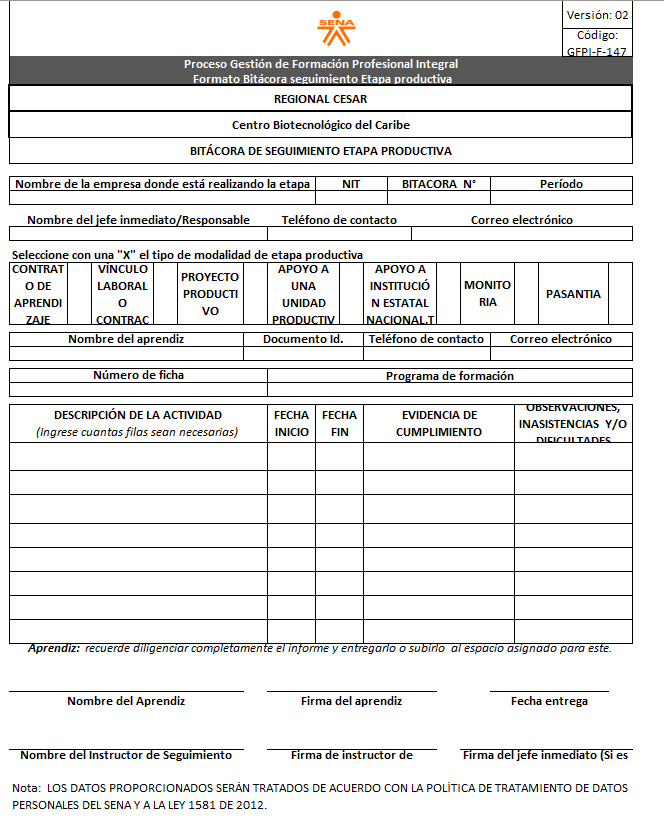 SENA
Versión: 02
Código:
GFPI-F-147
Proceso Gestión de Formación Profesional Integral
Formato Bitácora seguimiento Etapa productiva
REGIONAL CESAR
Centro Biotecnológico del Caribe
BITÁCORA DE SEGUIMIENTO ETAPA PRODUCTIVA
Nombre de la empresa donde está realizando la etapa NIT BITACORA N° Período
Nombre del jefe inmediato/Responsable Teléfono de contacto Correo electrónico
Seleccione con una "X" el tipo de modalidad de etapa productiva
CONTRAT
O DE
APRENDI
ZAJE
VÍNCULO
LABORAL
O
CONTRAC
PROYECTO
PRODUCTI
VO
APOYO A
UNA
UNIDAD
PRODUCTIV
APOYO A
INSTITUCIÓ
N ESTATAL
NACIONAL,T
MONITO
RIA
PASANTIA
Nombre del aprendiz Documento Id. Teléfono de contacto Correo electrónico
Número de ficha Programa de formación
DESCRIPCIÓN DE LA ACTIVIDAD
(Ingrese cuantas filas sean necesarias)
FECHA
INICIO
FECHA
FIN
EVIDENCIA DE
CUMPLIMIENTO
OBSERVACIONES,
INASISTENCIAS Y/O
DIFICULTADES
Aprendiz: recuerde diligenciar completamente el informe y entregarlo o subirlo al espacio asignado para este.
Nombre del Aprendiz Firma del aprendiz Fecha entrega
Nombre del Instructor de Seguimiento Firma de instructor de Firma del jefe inmediato (Si es
Nota: LOS DATOS PROPORCIONADOS SERÁN TRATADOS DE ACUERDO CON LA POLÍTICA DE TRATAMIENTO DE DATOS
PERSONALES DEL SENA Y A LA LEY 1581 DE 2012.